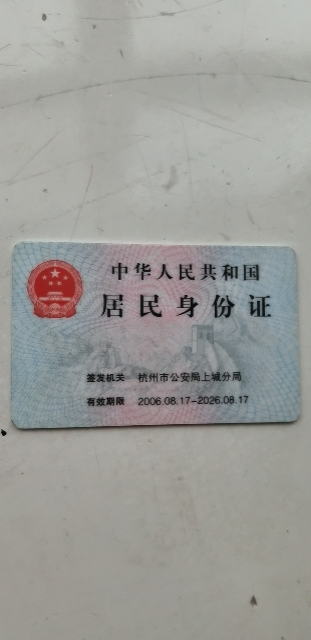 中华人民共和国
居民身份证
签发机关 杭州市公安局上城分局
有效期限 2006.08.17-2026.08.17